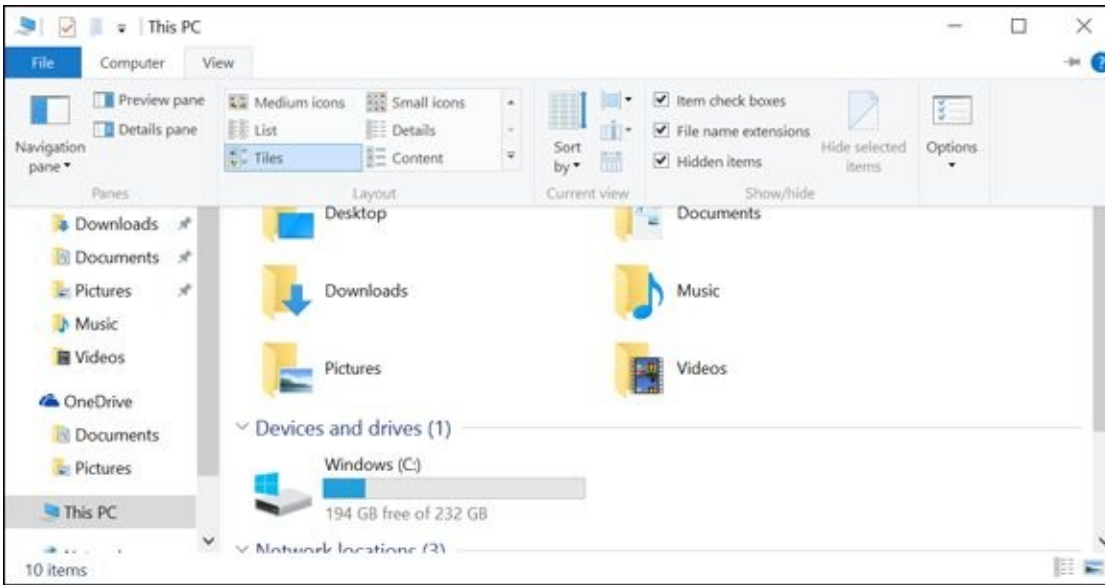 This PC
File Computer View
Navigation pane
Preview pane
Details pane
Panes
Medium icons Small icons
List Details
Tiles Content
Layout
Sort by
Current view
Item check boxes
File name extensions
Hidden items
Hide selected items
Show/hide
Options
Downloads
Documents
Pictures
Music
Videos
OneDrive
Documents
Pictures
This PC
Desktop Documents
Downloads Music
Pictures Videos
Devices and drives (1)
Windows (C:)
194 GB free of 232 GB
Network locations (3)
10 items